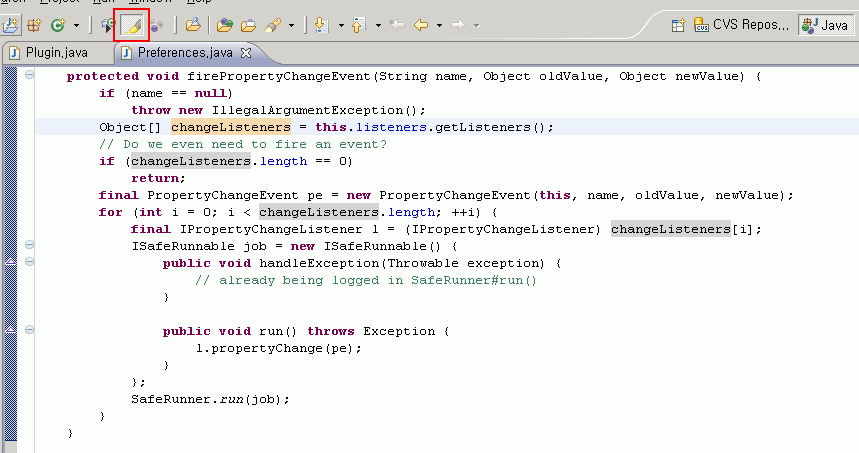 Project
Window
CVS Repos...
Java
Plugin.java
Preferences.java
protected void firePropertyChangeEvent(String name, Object oldValue, Object newValue) {
if (name == null)
throw new IllegalArgumentException();
Object[] changeListeners = this.listeners.getListeners();
// Do we even need to fire an event?
if (changeListeners.length == 0)
return;
final PropertyChangeEvent pe = new PropertyChangeEvent(this, name, oldValue, newValue);
for (int i = 0; i < changeListeners.length; ++i) {
final IPropertyChangeListener l = (IPropertyChangeListener) changeListeners[i];
ISafeRunnable job = new ISafeRunnable() {
public void handleException(Throwable exception) {
// already being logged in SafeRunner#run()
}
public void run() throws Exception {
l.propertyChange(pe);
}
};
SafeRunner.run(job);
}
}